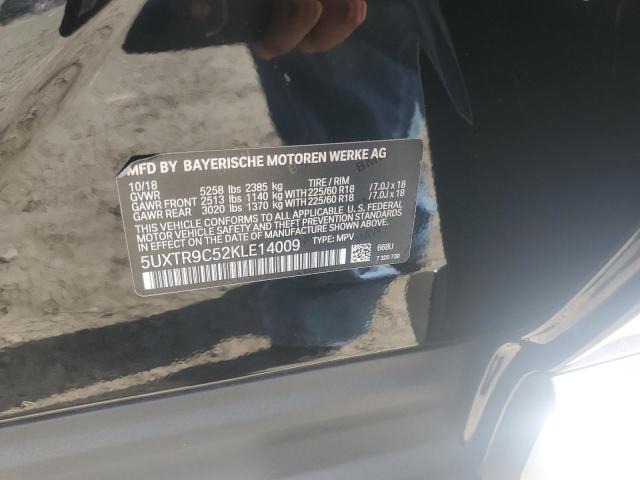 MFD BY BAYERISCHE MOTOREN WERKE AG
10/18 TIRE / RIM
GVWR 5258 lbs 2385 kg
GAWR FRONT 2513 lbs 1140 kg WITH 225/60 R18 / 7.0J x 18
GAWR REAR 3020 lbs 1370 kg WITH 225/60 R18 / 7.0J x 18
THIS VEHICLE CONFORMS TO ALL APPLICABLE U. S. FEDERAL
MOTOR VEHICLE SAFETY AND THEFT PREVENTION STANDARDS
IN EFFECT ON THE DATE OF MANUFACTURE SHOWN ABOVE.
5UXTR9C52KLE14009 TYPE: MPV
668U
7 320 730